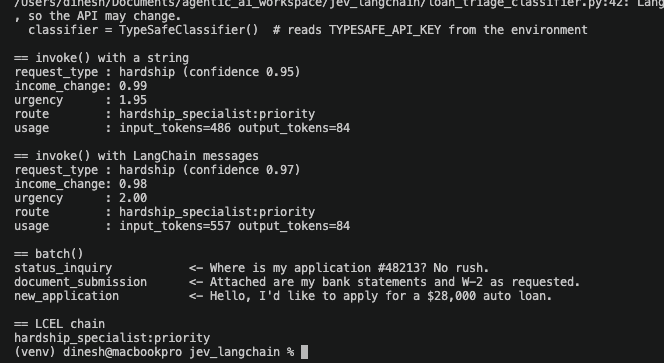 /Users/dinesh/Documents/agentic_ai_workspace/jev_langchain/loan_triage_classifier.py:42: Lang
, so the API may change.
  classifier = TypeSafeClassifier()  # reads TYPESAFE_API_KEY from the environment

== invoke() with a string
request_type : hardship (confidence 0.95)
income_change: 0.99
urgency      : 1.95
route        : hardship_specialist:priority
usage        : input_tokens=486 output_tokens=84

== invoke() with LangChain messages
request_type : hardship (confidence 0.97)
income_change: 0.98
urgency      : 2.00
route        : hardship_specialist:priority
usage        : input_tokens=557 output_tokens=84

== batch()
status_inquiry         <- Where is my application #48213? No rush.
document_submission    <- Attached are my bank statements and W-2 as requested.
new_application        <- Hello, I'd like to apply for a $28,000 auto loan.

== LCEL chain
hardship_specialist:priority
(venv) dinesh@macbookpro jev_langchain %